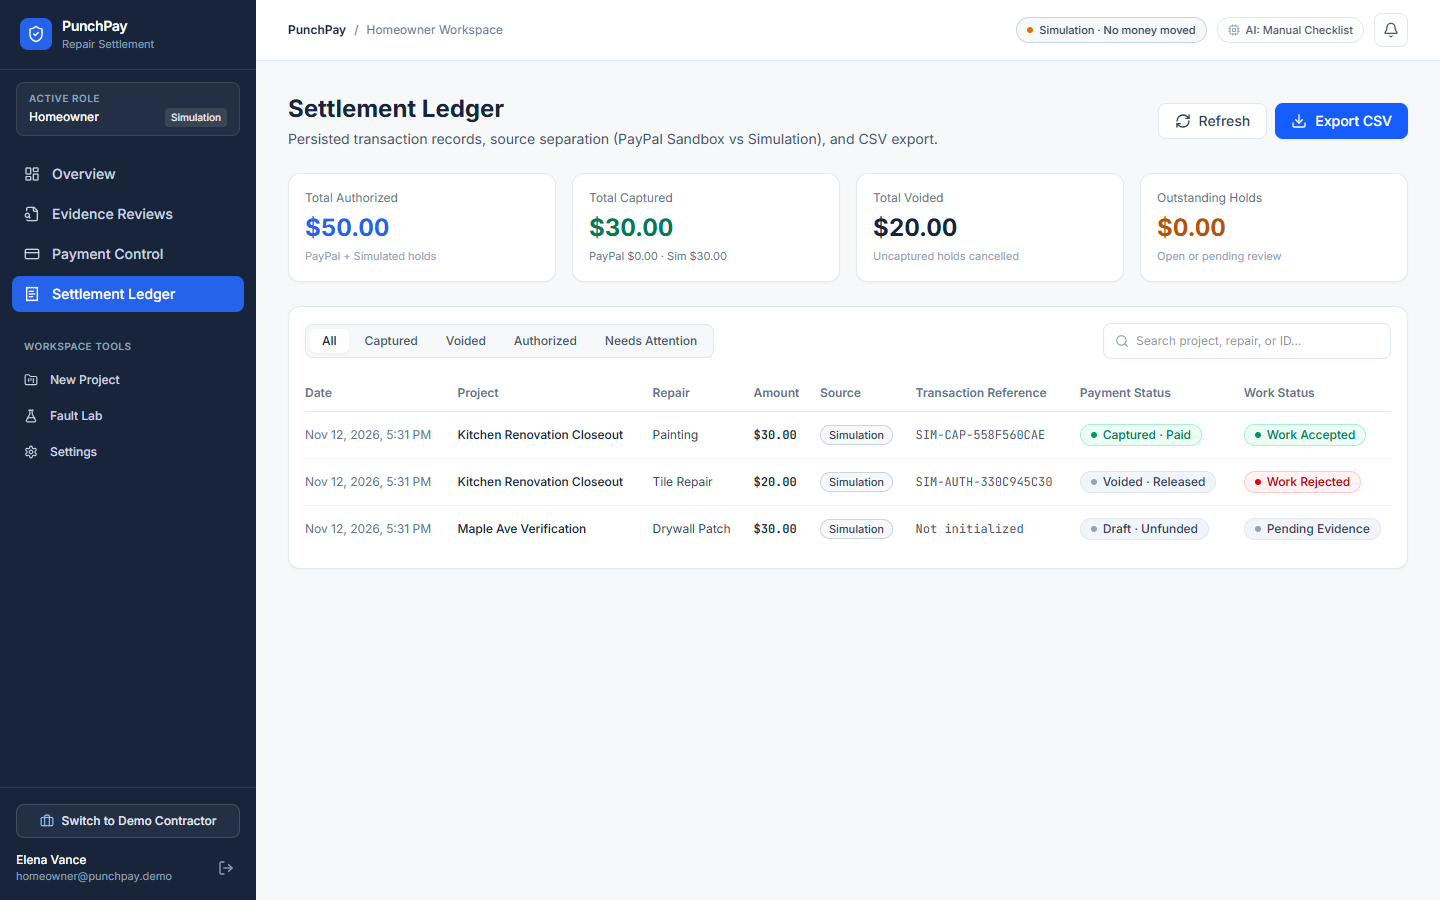 PunchPay
Repair Settlement
ACTIVE ROLE
Homeowner
Simulation
Overview
Evidence Reviews
Payment Control
Settlement Ledger
WORKSPACE TOOLS
New Project
Fault Lab
Settings
Switch to Demo Contractor
Elena Vance
homeowner@punchpay.demo
PunchPay / Homeowner Workspace
Simulation · No money moved
AI: Manual Checklist
Settlement Ledger
Persisted transaction records, source separation (PayPal Sandbox vs Simulation), and CSV export.
Refresh
Export CSV
Total Authorized
$50.00
PayPal + Simulated holds
Total Captured
$30.00
PayPal $0.00 · Sim $30.00
Total Voided
$20.00
Uncaptured holds cancelled
Outstanding Holds
$0.00
Open or pending review
All Captured Voided Authorized Needs Attention
Search project, repair, or ID...
Date Project Repair Amount Source Transaction Reference Payment Status Work Status
Nov 12, 2026, 5:31 PM Kitchen Renovation Closeout Painting $30.00 Simulation SIM-CAP-558F560CAE Captured · Paid Work Accepted
Nov 12, 2026, 5:31 PM Kitchen Renovation Closeout Tile Repair $20.00 Simulation SIM-AUTH-330C945C30 Voided · Released Work Rejected
Nov 12, 2026, 5:31 PM Maple Ave Verification Drywall Patch $30.00 Simulation Not initialized Draft · Unfunded Pending Evidence